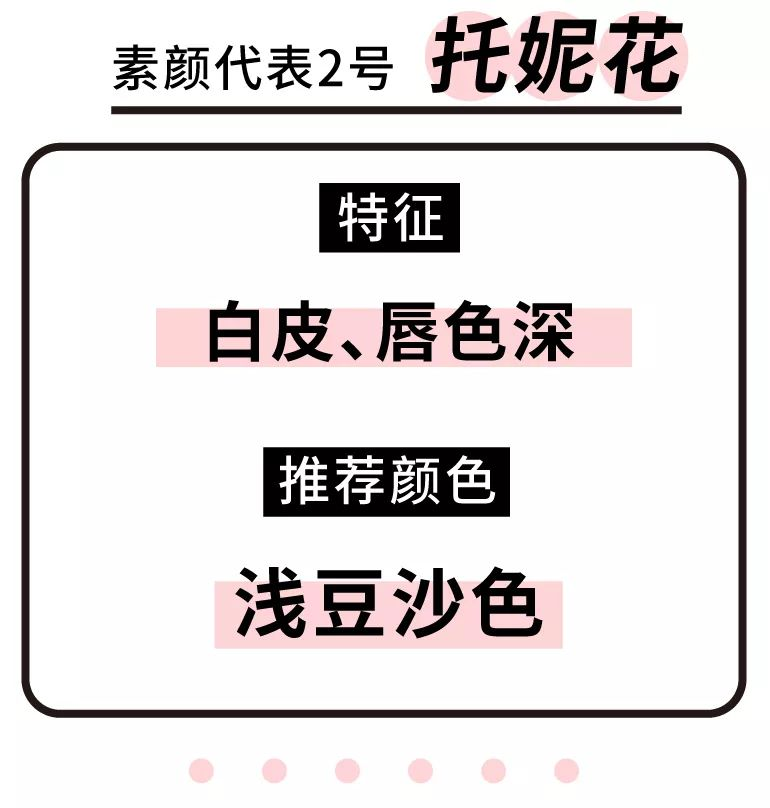 素颜代表2号 托妮花
特征
白皮、唇色深
推荐颜色
浅豆沙色